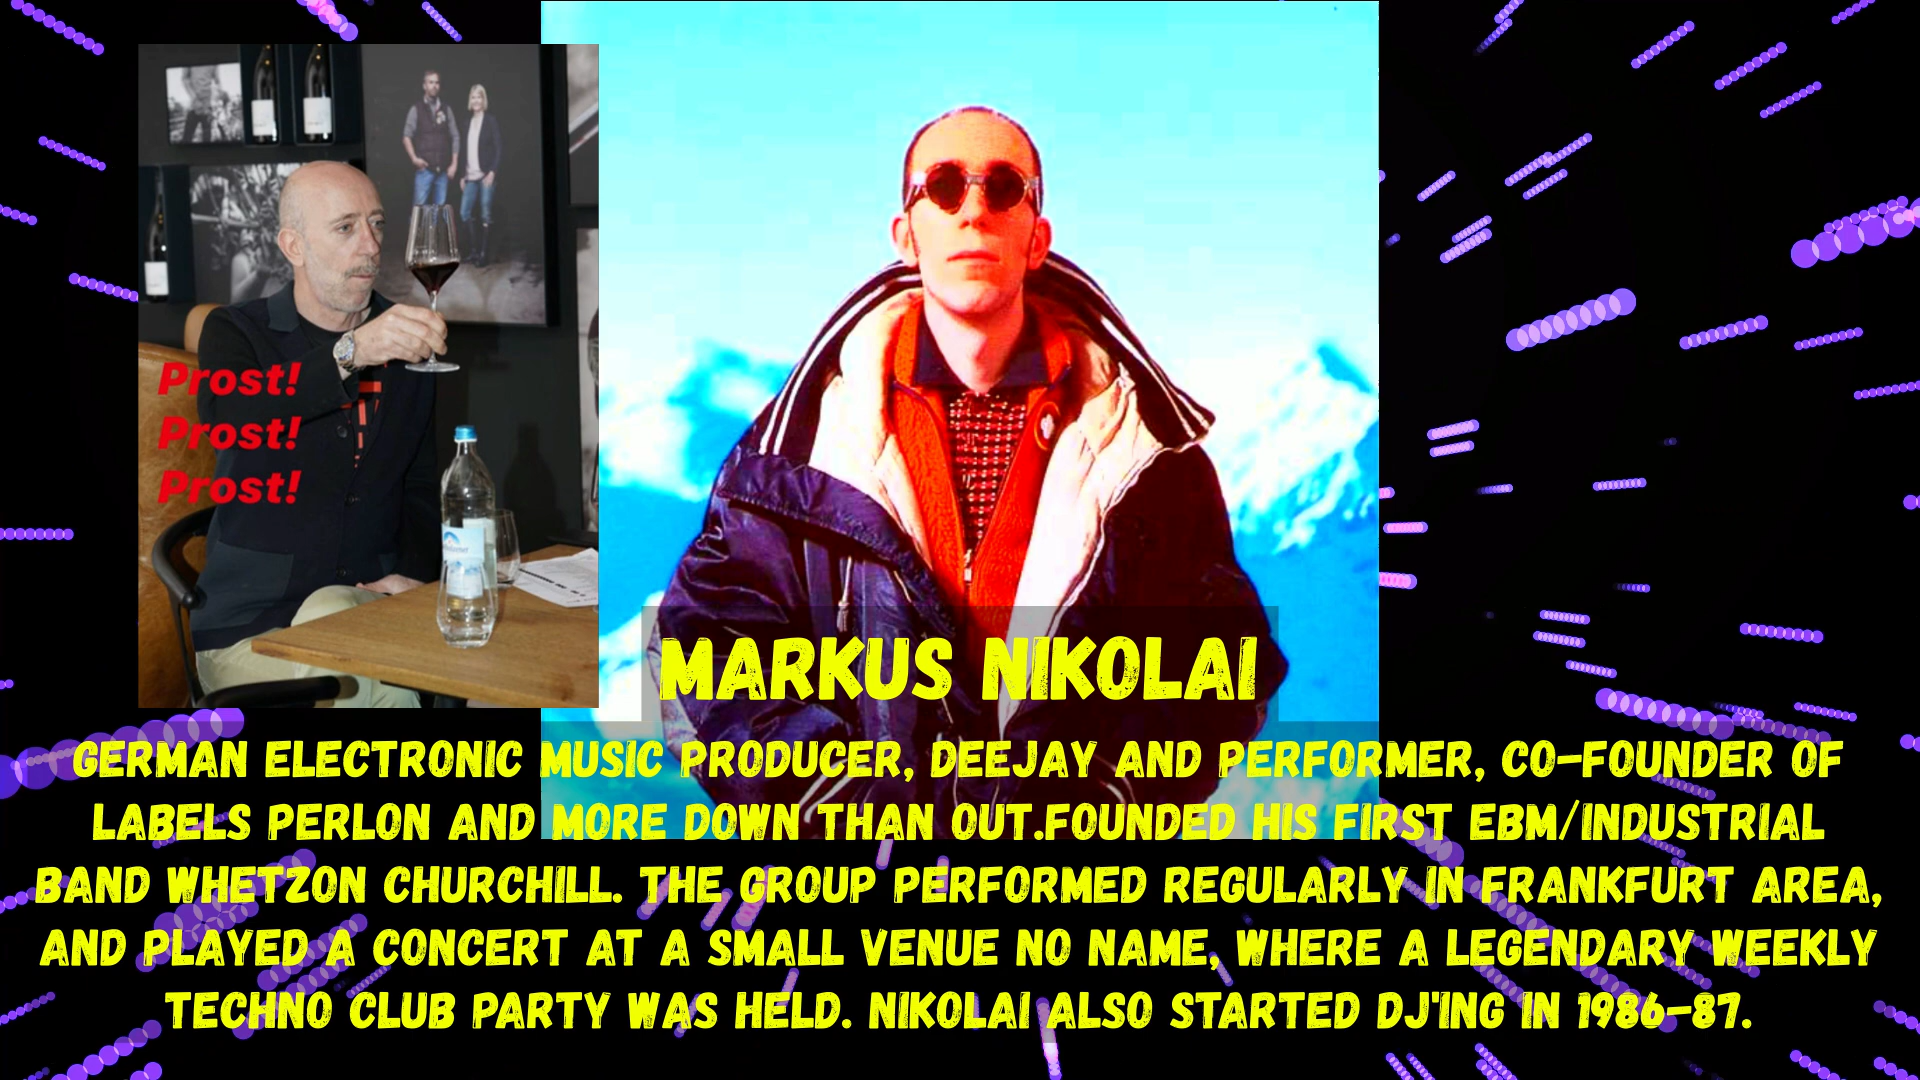 Prost!
Prost!
Prost!
MARKUS NIKOLAI
GERMAN ELECTRONIC MUSIC PRODUCER, DEEJAY AND PERFORMER, CO-FOUNDER OF
LABELS PERLON AND MORE DOWN THAN OUT.FOUNDED HIS FIRST EBM/INDUSTRIAL
BAND WHETZON CHURCHILL. THE GROUP PERFORMED REGULARLY IN FRANKFURT AREA,
AND PLAYED A CONCERT AT A SMALL VENUE NO NAME, WHERE A LEGENDARY WEEKLY
TECHNO CLUB PARTY WAS HELD. NIKOLAI ALSO STARTED DJ'ING IN 1986-87.